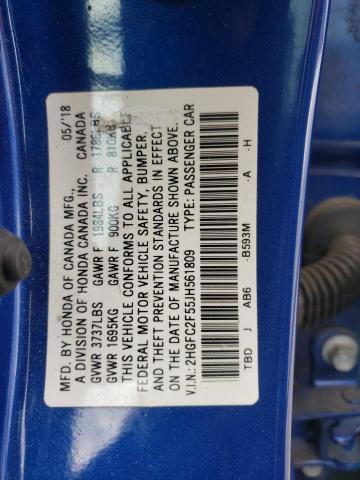 MFD. BY HONDA OF CANADA MFG., 05/'18
A DIVISION OF HONDA CANADA INC. CANADA
GVWR 3737LBS GAWR F 1984LBS R 1786LBS
GVWR 1695KG GAWR F 900KG R 810KG
THIS VEHICLE CONFORMS TO ALL APPLICABLE
FEDERAL MOTOR VEHICLE SAFETY, BUMPER,
AND THEFT PREVENTION STANDARDS IN EFFECT
ON THE DATE OF MANUFACTURE SHOWN ABOVE.
V.I.N.: 2HGFC2F55JH561809 TYPE: PASSENGER CAR
TBD J AB6 -B593M -A -H